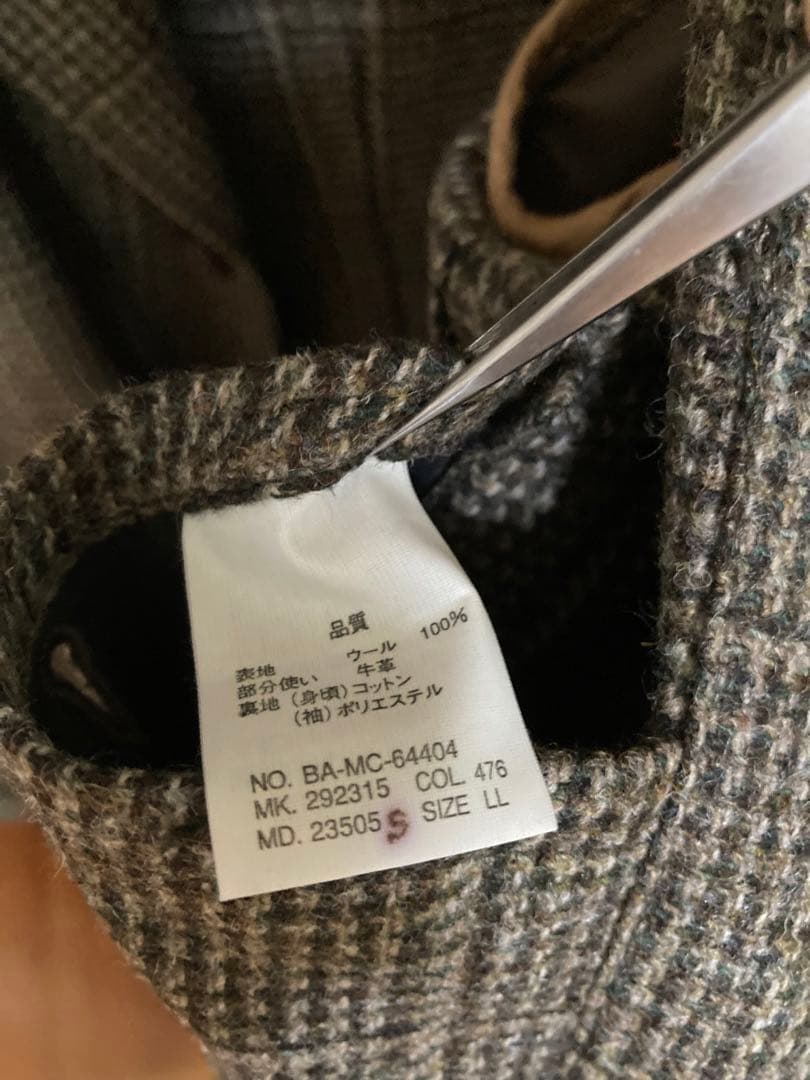 品質
表地 ウール 100%
部分使い 牛革
裏地 (身頃) コットン
(袖) ポリエステル
NO. BA-MC-64404
MK. 292315 COL. 476
MD. 23505 S SIZE LL